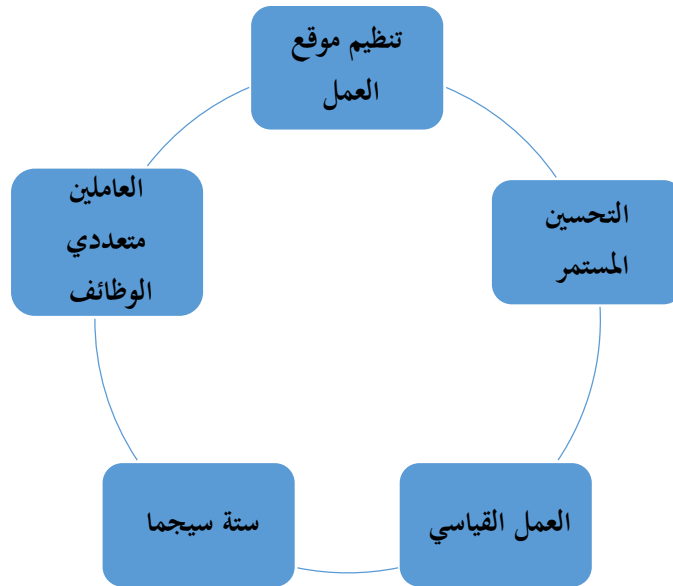 تنظيم موقع
العمل
التحسين
المستمر
العمل القياسي
ستة سيجما
العاملين
متعددي
الوظائف